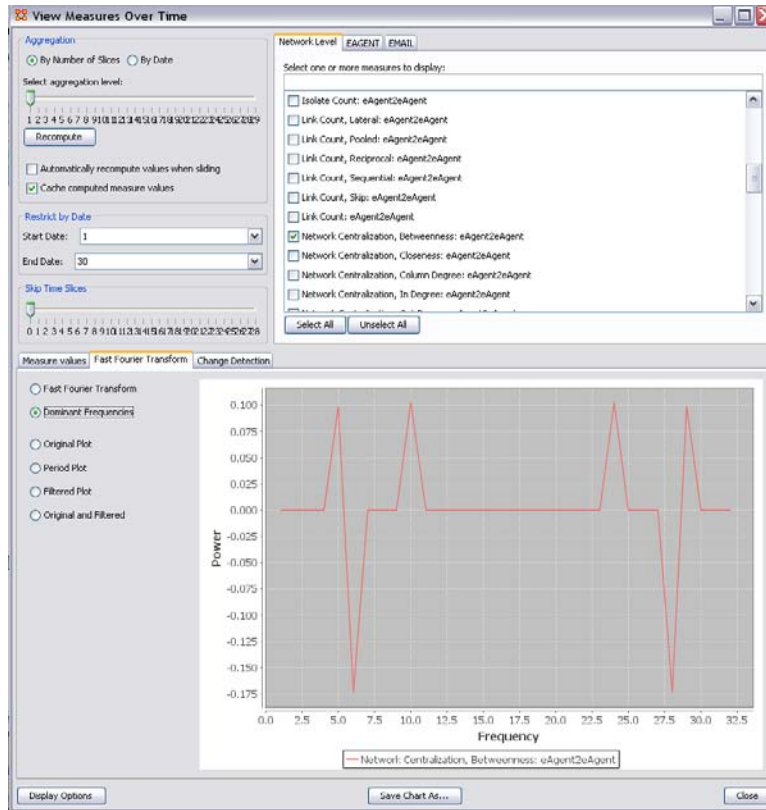 View Measures Over Time
Aggregation
By Number of Slices By Date
Select aggregation level:
Recompute
Automatically recompute values when sliding
Cache computed measure values
Restrict by Date
Start Date: 1
End Date: 30
Skip Time Slices
Network Level EAGENT EMAIL
Select one or more measures to display:
Isolate Count: eAgent2eAgent
Link Count, Lateral: eAgent2eAgent
Link Count, Pooled: eAgent2eAgent
Link Count, Reciprocal: eAgent2eAgent
Link Count, Sequential: eAgent2eAgent
Link Count, Skip: eAgent2eAgent
Link Count: eAgent2eAgent
Network Centralization, Betweenness: eAgent2eAgent
Network Centralization, Closeness: eAgent2eAgent
Network Centralization, Column Degree: eAgent2eAgent
Network Centralization, In Degree: eAgent2eAgent
Select All Unselect All
Measure values Fast Fourier Transform Change Detection
Fast Fourier Transform
Dominant Frequencies
Original Plot
Period Plot
Filtered Plot
Original and Filtered
Power
0.100
0.075
0.050
0.025
0.000
-0.025
-0.050
-0.075
-0.100
-0.125
-0.150
-0.175
0.0 2.5 5.0 7.5 10.0 12.5 15.0 17.5 20.0 22.5 25.0 27.5 30.0 32.5
Frequency
Network Centralization, Betweenness: eAgent2eAgent
Display Options Save Chart As... Close